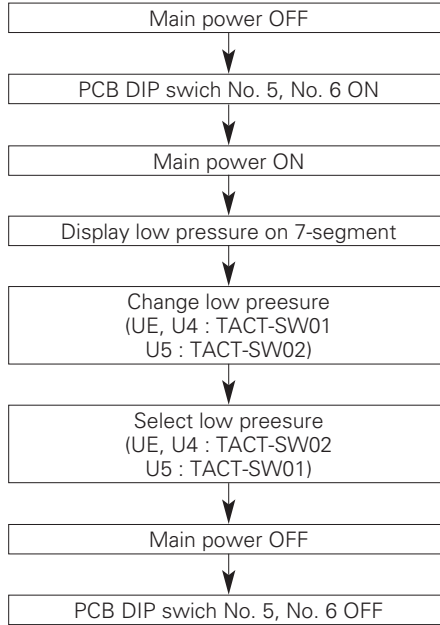 Main power OFF
PCB DIP swich No. 5, No. 6 ON
Main power ON
Display low pressure on 7-segment
Change low preesure
(UE, U4 : TACT-SW01
U5 : TACT-SW02)
Select low preesure
(UE, U4 : TACT-SW02
U5 : TACT-SW01)
Main power OFF
PCB DIP swich No. 5, No. 6 OFF